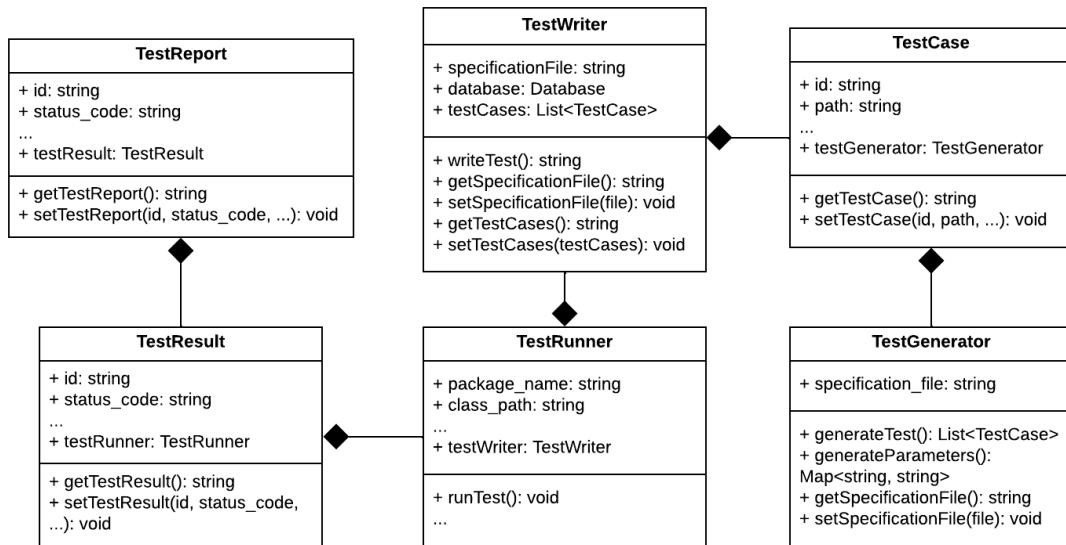 TestReport
+ id: string
+ status_code: string
...
+ testResult: TestResult
+ getTestReport(): string
+ setTestReport(id, status_code, ...): void
TestWriter
+ specificationFile: string
+ database: Database
+ testCases: List<TestCase>
+ writeTest(): string
+ getSpecificationFile(): string
+ setSpecificationFile(file): void
+ getTestCases(): string
+ setTestCases(testCases): void
TestCase
+ id: string
+ path: string
...
+ testGenerator: TestGenerator
+ getTestCase(): string
+ setTestCase(id, path, ...): void
TestResult
+ id: string
+ status_code: string
...
+ testRunner: TestRunner
+ getTestResult(): string
+ setTestResult(id, status_code,
...): void
TestRunner
+ package_name: string
+ class_path: string
...
+ testWriter: TestWriter
+ runTest(): void
...
TestGenerator
+ specification_file: string
+ generateTest(): List<TestCase>
+ generateParameters():
Map<string, string>
+ getSpecificationFile(): string
+ setSpecificationFile(file): void